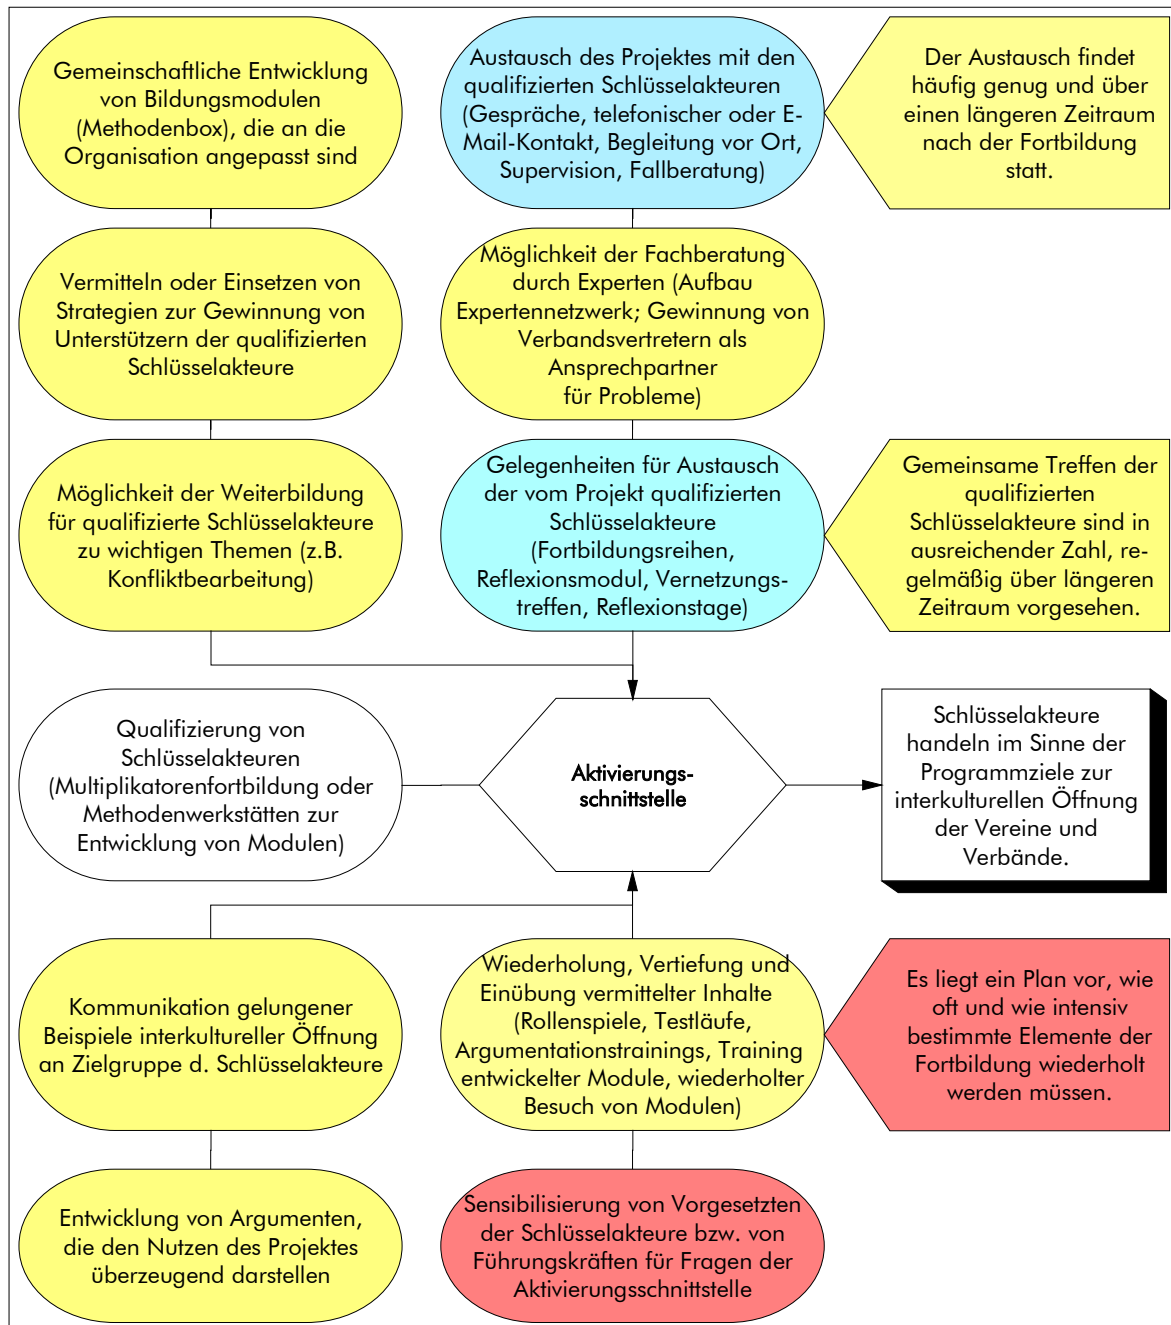 Gemeinschaftliche Entwicklung
von Bildungsmodulen
(Methodenbox), die an die
Organisation angepasst sind
Austausch des Projektes mit den
qualifizierten Schlüsselakteuren
(Gespräche, telefonischer oder E-
Mail-Kontakt, Begleitung vor Ort,
Supervision, Fallberatung)
Der Austausch findet
häufig genug und über
einen längeren Zeitraum
nach der Fortbildung
statt.
Vermitteln oder Einsetzen von
Strategien zur Gewinnung von
Unterstützern der qualifizierten
Schlüsselakteure
Möglichkeit der Fachberatung
durch Experten (Aufbau
Expertennetzwerk; Gewinnung von
Verbandsvertretern als
Ansprechpartner
für Probleme)
Möglichkeit der Weiterbildung
für qualifizierte Schlüsselakteure
zu wichtigen Themen (z.B.
Konfliktbearbeitung)
Gelegenheiten für Austausch
der vom Projekt qualifizierten
Schlüsselakteure
(Fortbildungsreihen,
Reflexionsmodul, Vernetzungs-
treffen, Reflexionstage)
Gemeinsame Treffen der
qualifizierten
Schlüsselakteure sind in
ausreichender Zahl, re-
gelmäßig über längeren
Zeitraum vorgesehen.
Qualifizierung von
Schlüsselakteuren
(Multiplikatorenfortbildung oder
Methodenwerkstätten zur
Entwicklung von Modulen)
Aktivierungs-
schnittstelle
Schlüsselakteure
handeln im Sinne der
Programmziele zur
interkulturellen Öffnung
der Vereine und
Verbände.
Kommunikation gelungener
Beispiele interkultureller Öffnung
an Zielgruppe d. Schlüsselakteure
Wiederholung, Vertiefung und
Einübung vermittelter Inhalte
(Rollenspiele, Testläufe,
Argumentationstrainings, Training
entwickelter Module, wiederholter
Besuch von Modulen)
Es liegt ein Plan vor, wie
oft und wie intensiv
bestimmte Elemente der
Fortbildung wiederholt
werden müssen.
Entwicklung von Argumenten,
die den Nutzen des Projektes
überzeugend darstellen
Sensibilisierung von Vorgesetzten
der Schlüsselakteure bzw. von
Führungskräften für Fragen der
Aktivierungsschnittstelle